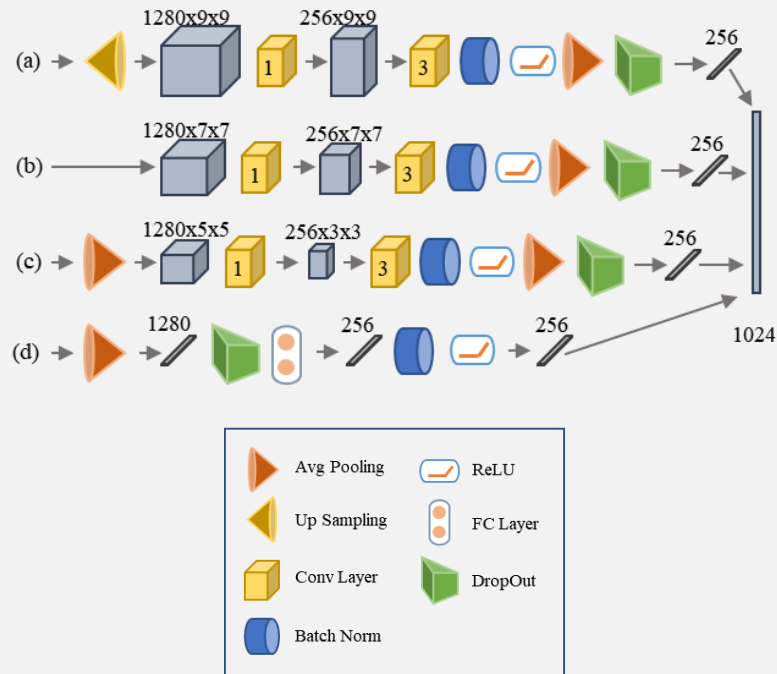 1280x9x9 256x9x9
(a) 1 3 256
1280x7x7 256x7x7
(b) 1 3 256
1280x5x5 256x3x3
(c) 1 3 256
1280 256 256
(d)
1024
Avg Pooling ReLU
Up Sampling FC Layer
Conv Layer DropOut
Batch Norm